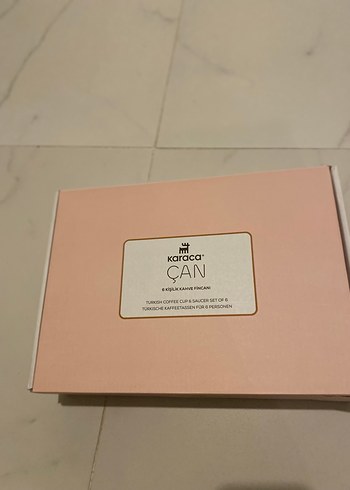 karaca
ÇAN
6 KİŞİLİK KAHVE FİNCANI
TURKISH COFFEE CUP & SAUCER SET OF 6
TÜRKISCHE KAFFEETASSEN FÜR 6 PERSONEN